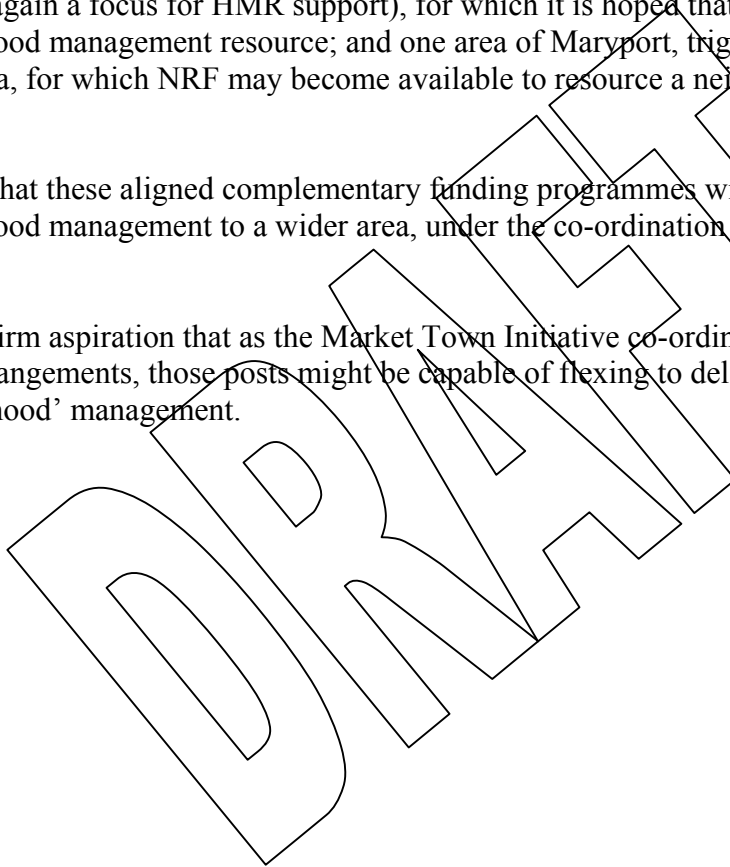 again a focus for HMR support), for which it is hoped that
ood management resource; and one area of Maryport, trig
a, for which NRF may become available to resource a nei
hat these aligned complementary funding programmes wi
ood management to a wider area, under the co-ordination
irm aspiration that as the Market Town Initiative co-ordin
angements, those posts might be capable of flexing to del
hood’ management.
DRAFT